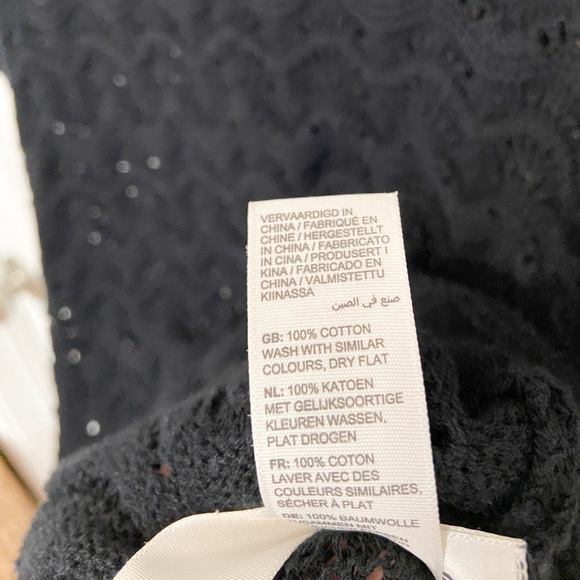 VERVAARDIGD IN
CHINA / FABRIQUÉ EN
CHINE / HERGESTELLT
IN CHINA / FABBRICATO
IN CINA / PRODUSERT I
KINA / FABRICADO EN
CHINA / VALMISTETTU
KIINASSA
صنع في الصين
GB: 100% COTTON
WASH WITH SIMILAR
COLOURS, DRY FLAT
NL: 100% KATOEN
MET GELIJKSOORTIGE
KLEUREN WASSEN,
PLAT DROGEN
FR: 100% COTON
LAVER AVEC DES
COULEURS SIMILAIRES,
SÉCHER À PLAT
DE: 100% BAUMWOLLE
ZUSAMMEN MIT